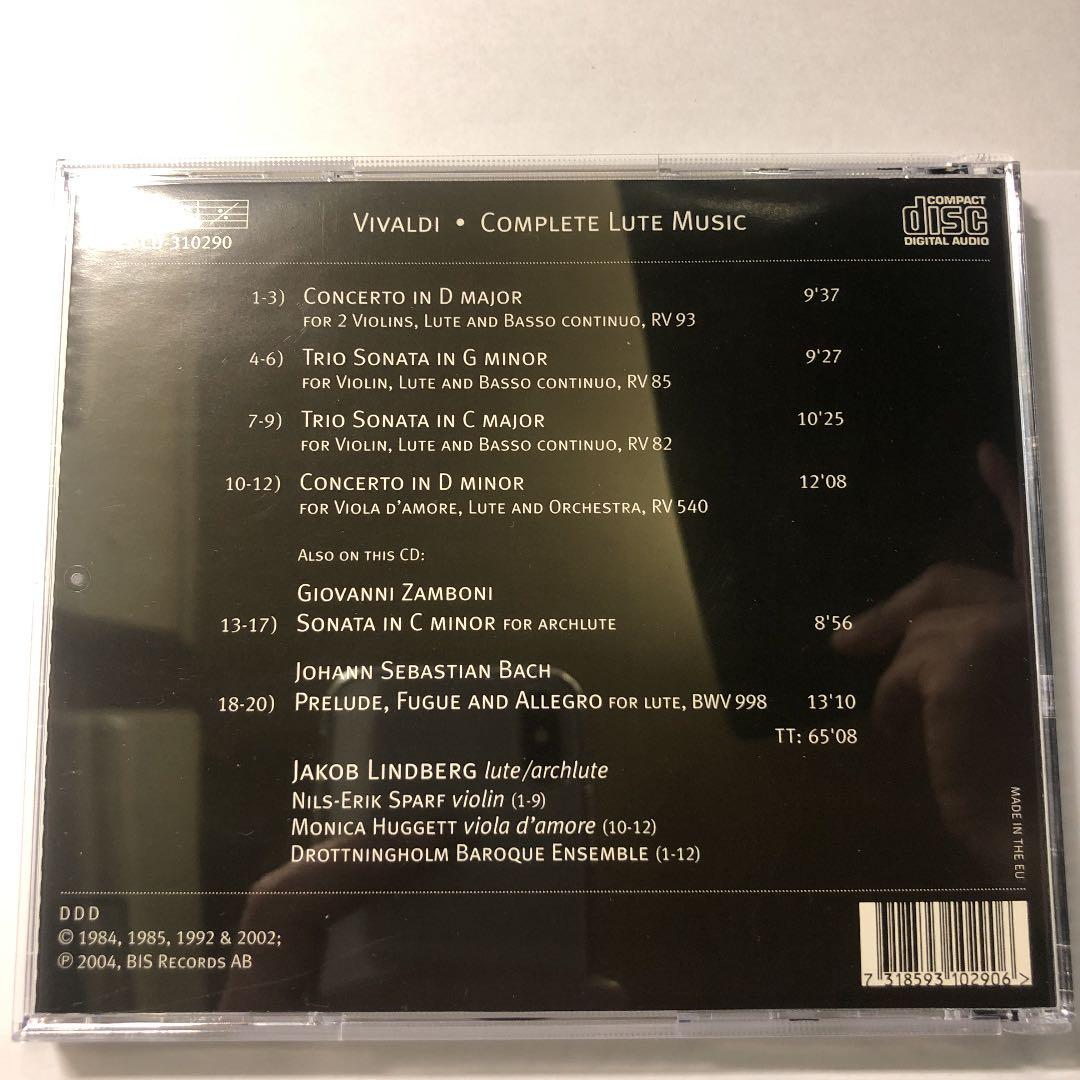 -310290
VIVALDI • COMPLETE LUTE MUSIC
COMPACT
disc
DIGITAL AUDIO
1-3) CONCERTO IN D MAJOR 9'37
FOR 2 VIOLINS, LUTE AND BASSO CONTINUO, RV 93
4-6) TRIO SONATA IN G MINOR 9'27
FOR VIOLIN, LUTE AND BASSO CONTINUO, RV 85
7-9) TRIO SONATA IN C MAJOR 10'25
FOR VIOLIN, LUTE AND BASSO CONTINUO, RV 82
10-12) CONCERTO IN D MINOR 12'08
FOR VIOLA D'AMORE, LUTE AND ORCHESTRA, RV 540
ALSO ON THIS CD:
GIOVANNI ZAMBONI
13-17) SONATA IN C MINOR FOR ARCHLUTE 8'56
JOHANN SEBASTIAN BACH
18-20) PRELUDE, FUGUE AND ALLEGRO FOR LUTE, BWV 998 13'10
TT: 65'08
JAKOB LINDBERG lute/archlute
NILS-ERIK SPARF violin (1-9)
MONICA HUGGETT viola d'amore (10-12)
DROTTNINGHOLM BAROQUE ENSEMBLE (1-12)
MADE IN THE EU
DDD
© 1984, 1985, 1992 & 2002;
℗ 2004, BIS RECORDS AB
7 318593 102906 >